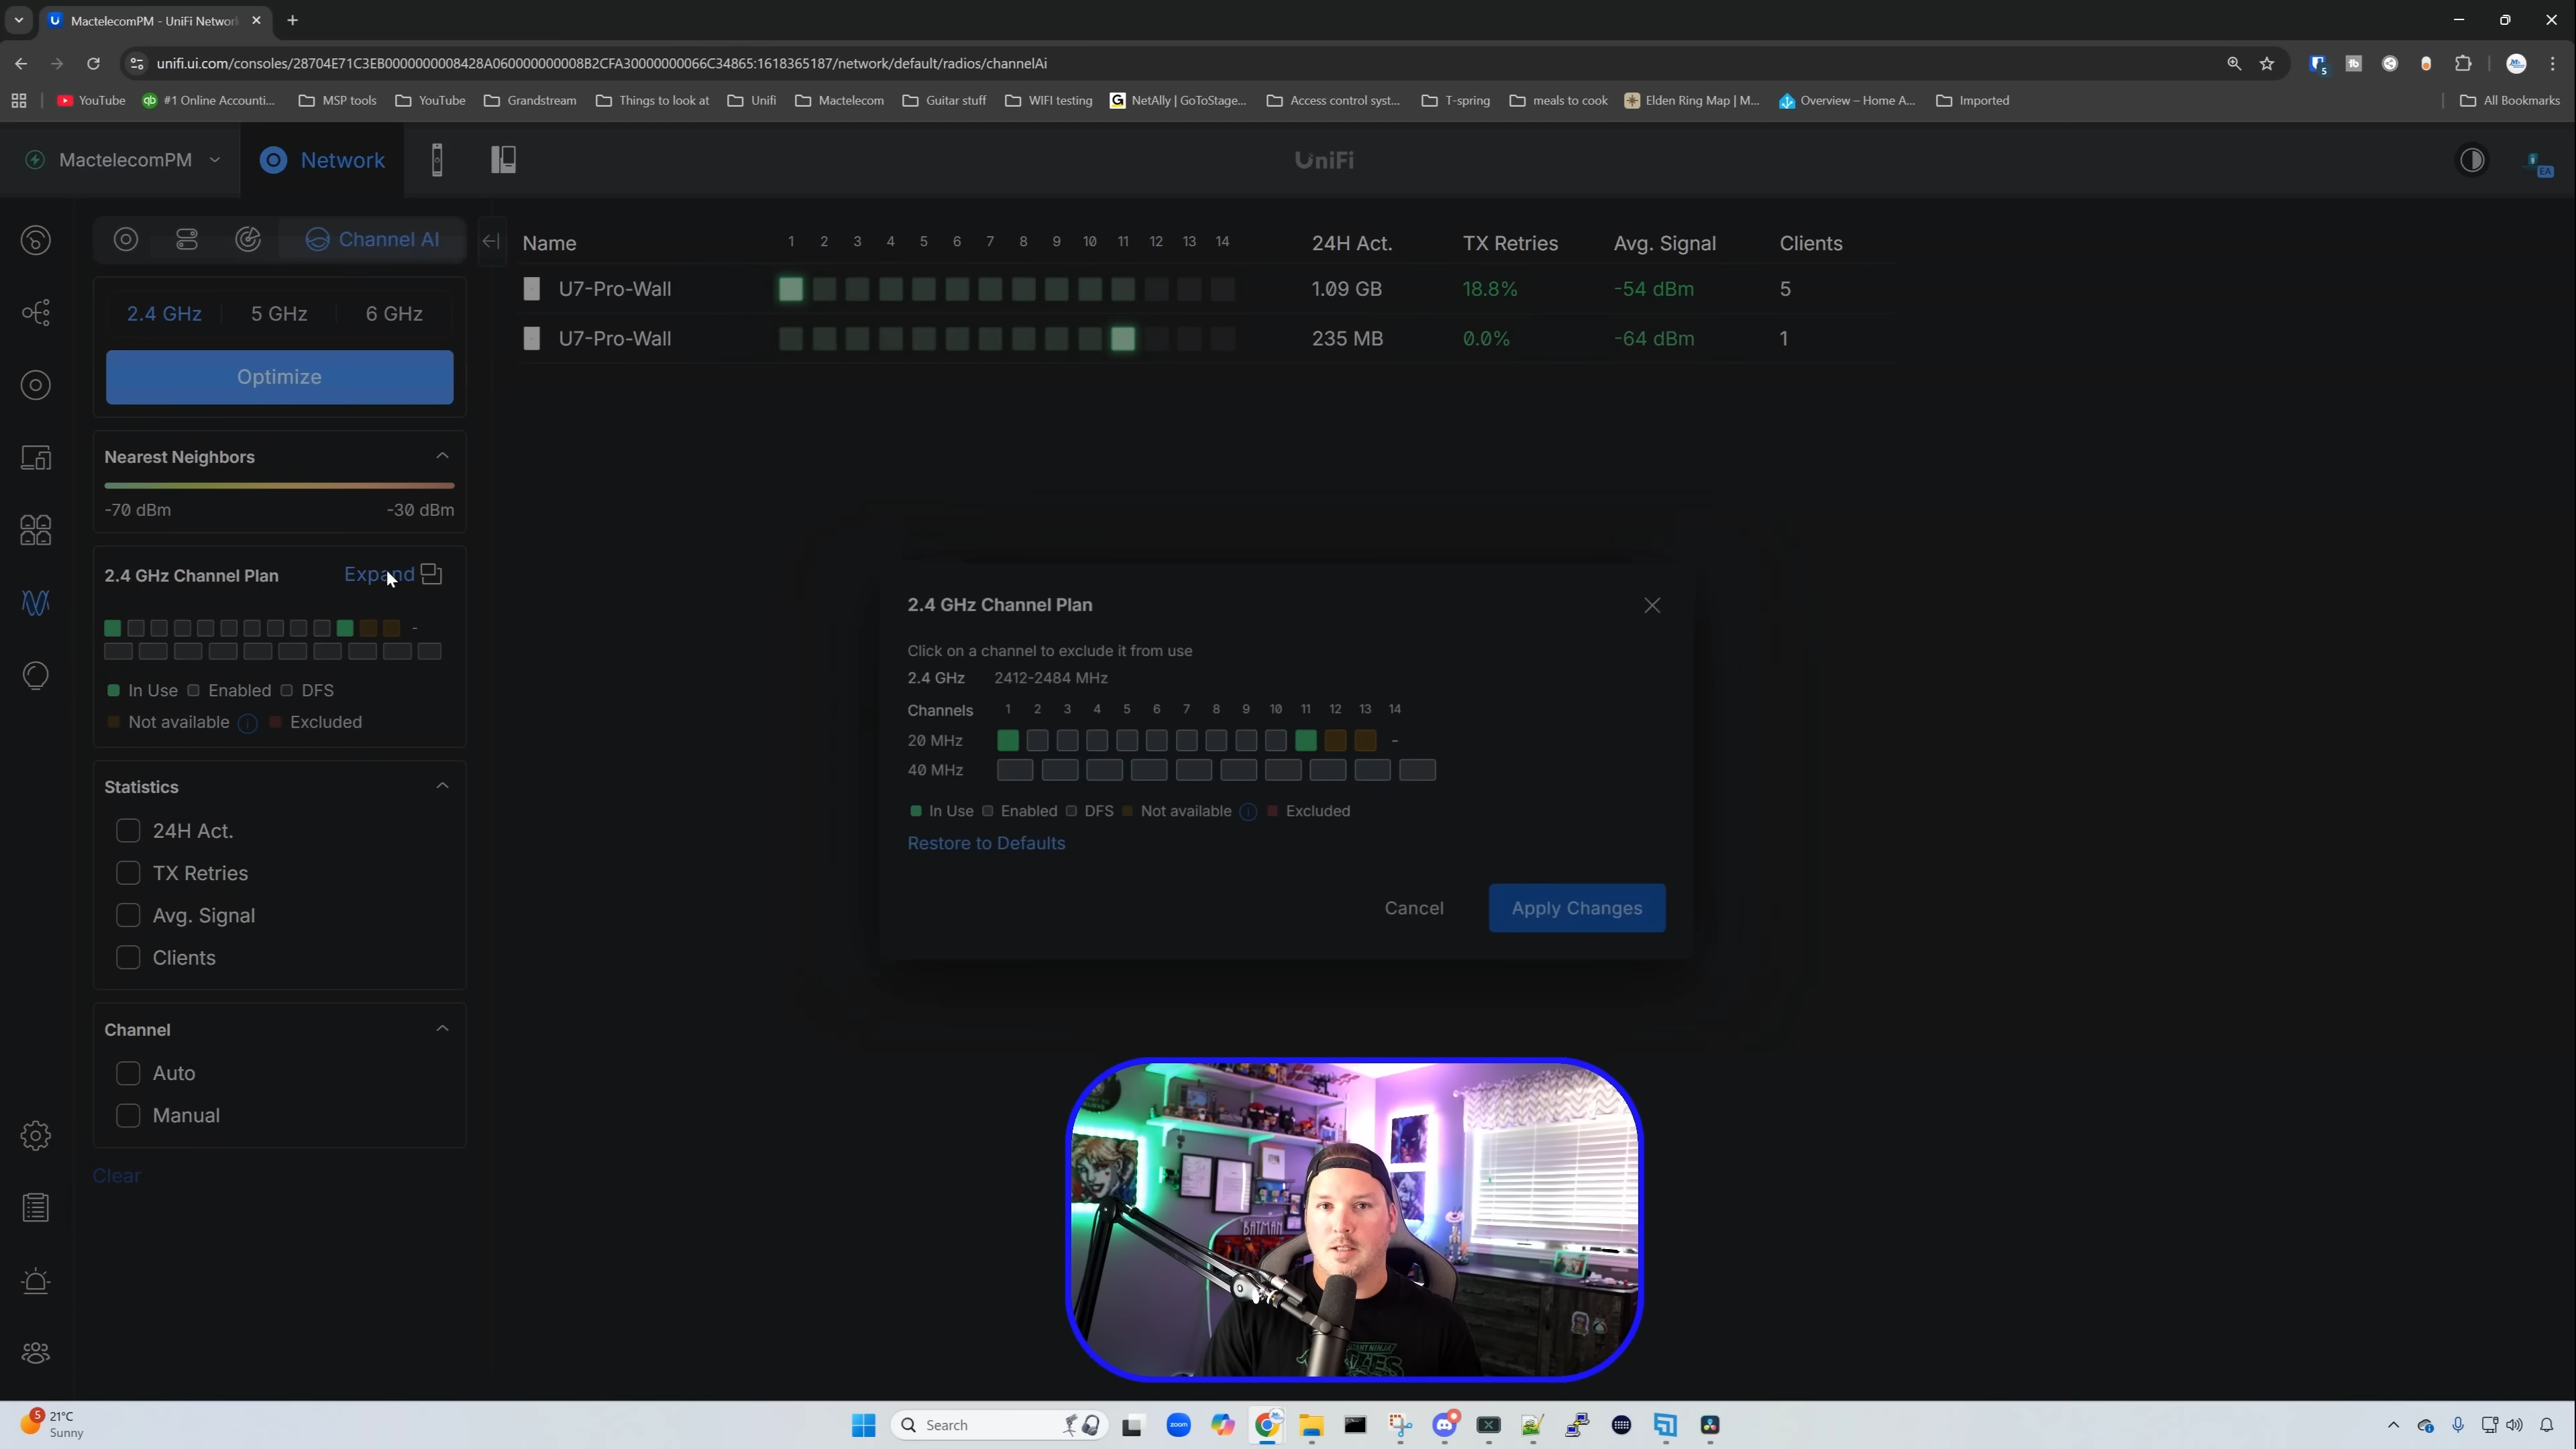 MactelecomPM - UniFi Network
unifi.ui.com/consoles/28704E71C3EB0000000008428A060000000008B2CFA30000000066C34865:1618365187/network/default/radios/channelAi
YouTube
#1 Online Accounti...
MSP tools
YouTube
Grandstream
Things to look at
Unifi
Mactelecom
Guitar stuff
WIFI testing
NetAlly | GoToStage...
Access control syst...
T-spring
meals to cook
Elden Ring Map | M...
Overview – Home A...
Imported
All Bookmarks
MactelecomPM
Network
UniFi
EA
Channel AI
2.4 GHz 5 GHz 6 GHz
Optimize
Nearest Neighbors
-70 dBm -30 dBm
2.4 GHz Channel Plan Expand
-
In Use Enabled DFS
Not available Excluded
Statistics
24H Act.
TX Retries
Avg. Signal
Clients
Channel
Auto
Manual
Clear
Name 1 2 3 4 5 6 7 8 9 10 11 12 13 14 24H Act. TX Retries Avg. Signal Clients
U7-Pro-Wall 1.09 GB 18.8% -54 dBm 5
U7-Pro-Wall 235 MB 0.0% -64 dBm 1
2.4 GHz Channel Plan
Click on a channel to exclude it from use
2.4 GHz 2412-2484 MHz
Channels 1 2 3 4 5 6 7 8 9 10 11 12 13 14
20 MHz -
40 MHz
In Use Enabled DFS Not available Excluded
Restore to Defaults
Cancel Apply Changes
BATMAN
5
21°C
Sunny
Search
zoom